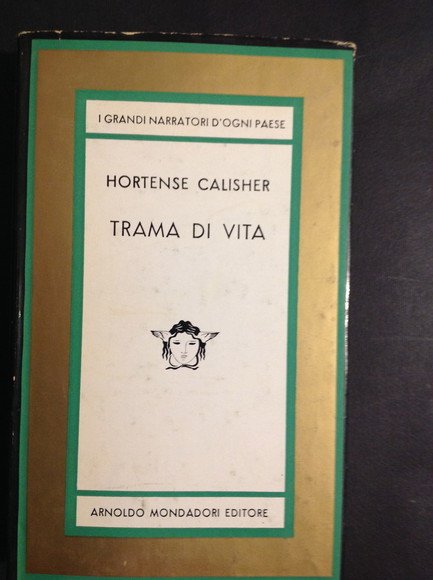 I GRANDI NARRATORI D'OGNI PAESE
HORTENSE CALISHER
TRAMA DI VITA
ARNOLDO MONDADORI EDITORE